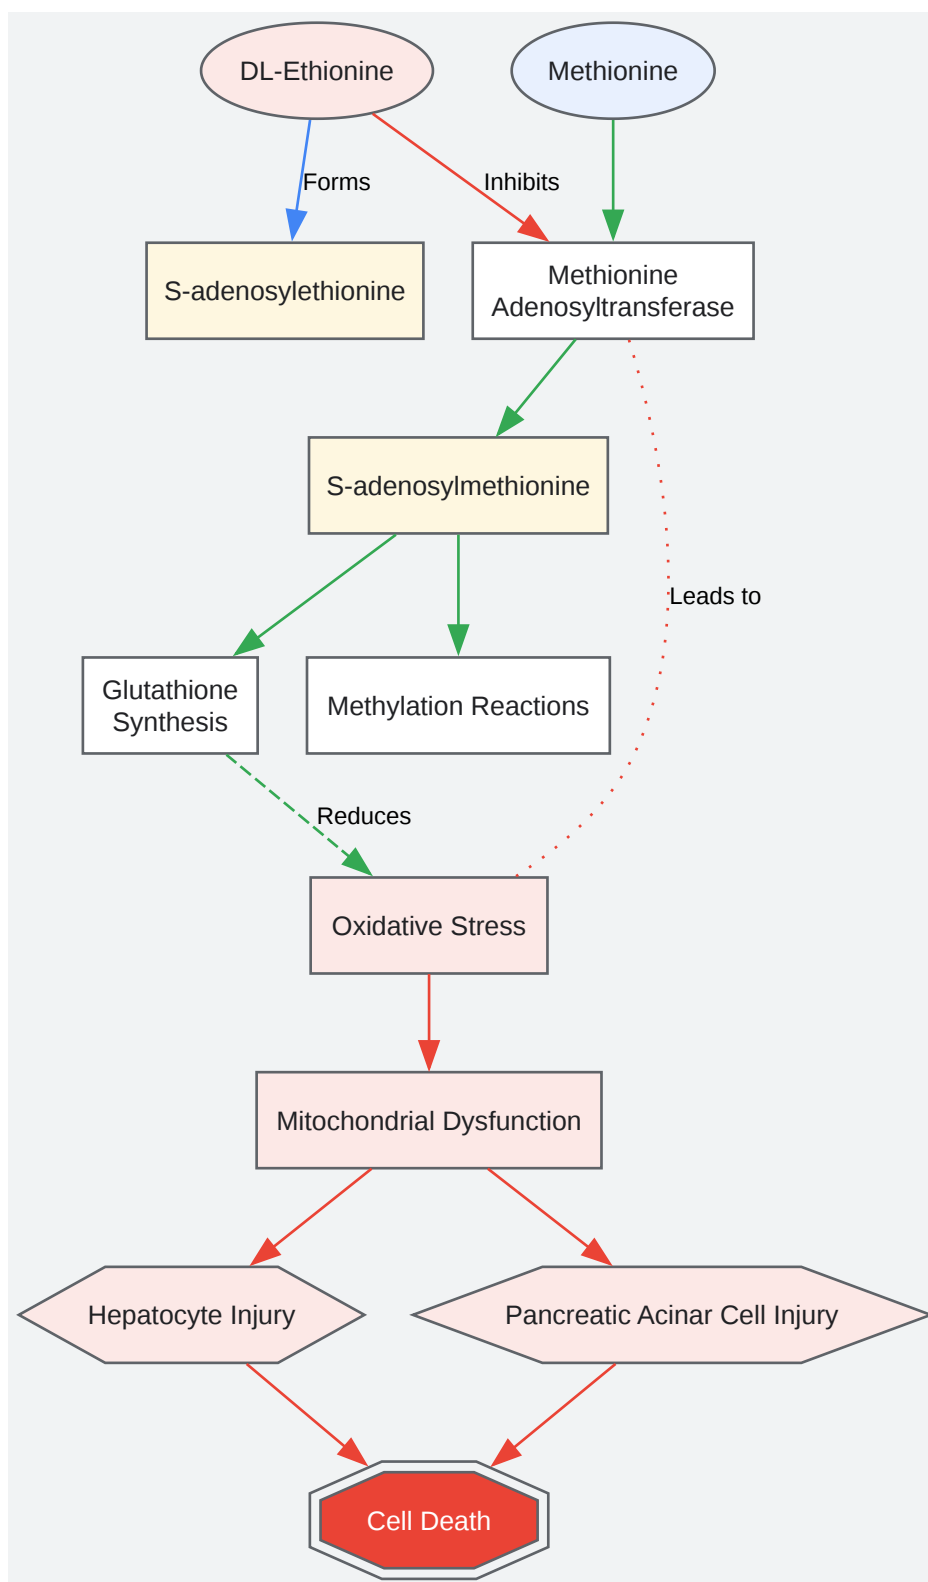 DL-Ethionine
Methionine
Forms
Inhibits
S-adenosylethionine
Methionine
Adenosyltransferase
S-adenosylmethionine
Leads to
Glutathione
Synthesis
Methylation Reactions
Reduces
Oxidative Stress
Mitochondrial Dysfunction
Hepatocyte Injury
Pancreatic Acinar Cell Injury
Cell Death